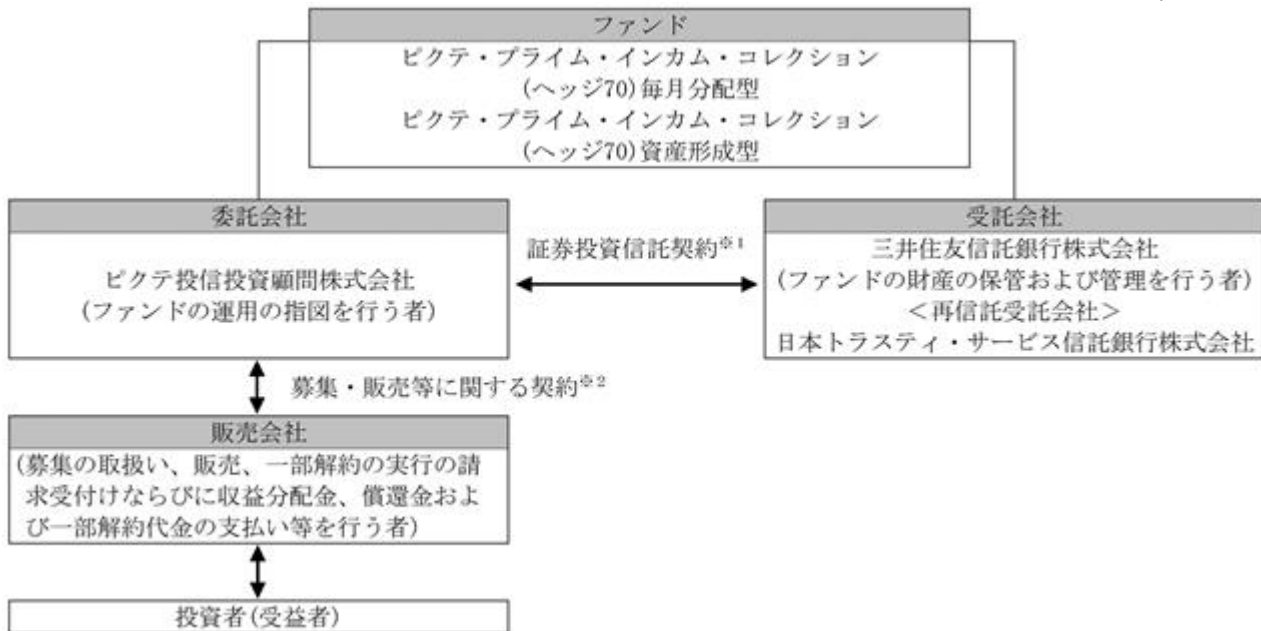 ファンド
ピクテ・プライム・インカム・コレクション
(ヘッジ70)毎月分配型
ピクテ・プライム・インカム・コレクション
(ヘッジ70)資産形成型
委託会社
ピクテ投信投資顧問株式会社
(ファンドの運用の指図を行う者)
証券投資信託契約※1
受託会社
三井住友信託銀行株式会社
(ファンドの財産の保管および管理を行う者)
<再信託受託会社>
日本トラスティ・サービス信託銀行株式会社
募集・販売等に関する契約※2
販売会社
(募集の取扱い、販売、一部解約の実行の請
求受付けならびに収益分配金、償還金およ
び一部解約代金の支払い等を行う者)
投資者(受益者)